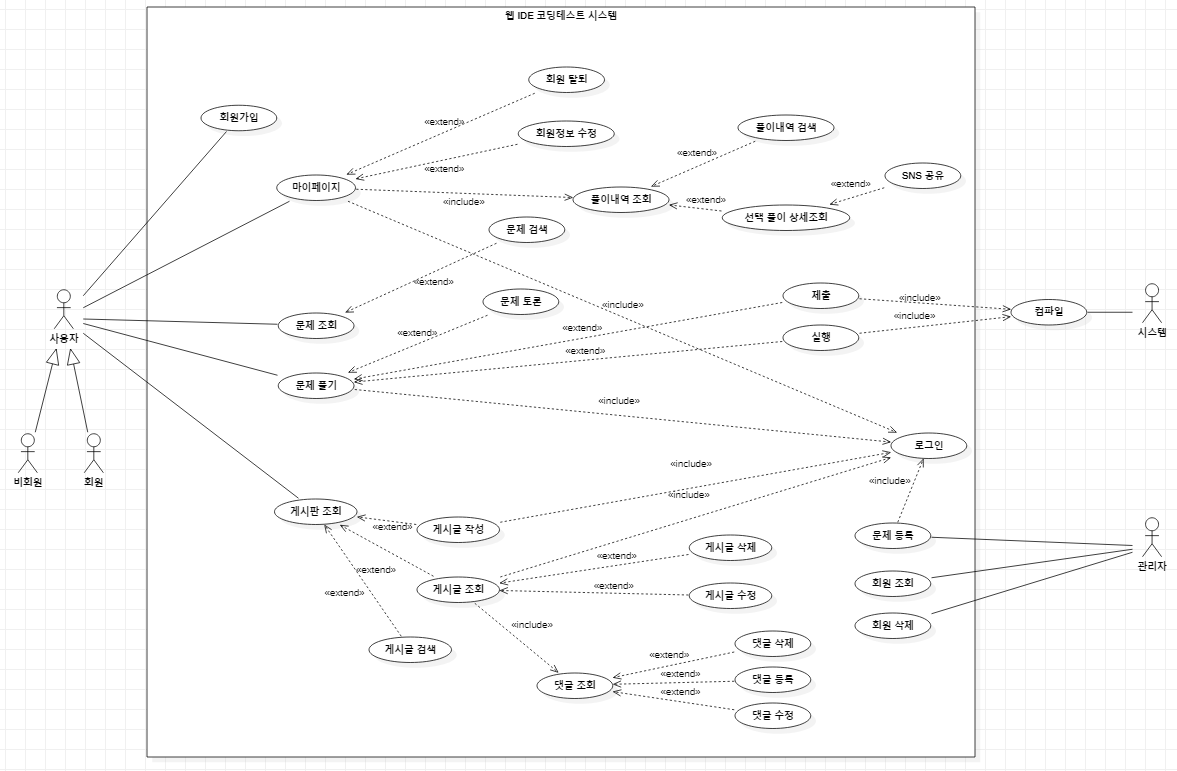 웹 IDE 코딩테스트 시스템
회원 탈퇴
회원가입
«extend»
회원정보 수정
풀이내역 검색
«extend»
«extend»
SNS 공유
«extend»
마이페이지
«include»
풀이내역 조회
«extend»
선택 풀이 상세조회
문제 검색
«extend»
«include»
문제 토론
제출
«include»
컴파일
시스템
문제 조회
«extend»
«extend»
실행
«include»
사용자
«extend»
문제 풀기
«include»
로그인
비회원
회원
«include»
«include»
«include»
게시판 조회
«extend»
게시글 작성
문제 등록
관리자
게시글 삭제
«extend»
«extend»
게시글 조회
«extend»
게시글 수정
회원 조회
«extend»
«include»
회원 삭제
게시글 검색
댓글 삭제
«extend»
댓글 조회
«extend»
댓글 등록
«extend»
댓글 수정